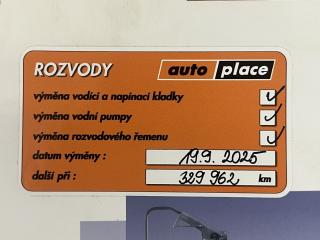 ROZVODY auto place
výměna vodící a napínací kladky ✓
výměna vodní pumpy ✓
výměna rozvodového řemenu ✓
datum výměny : 19.9. 2025
další při : 329 962 km